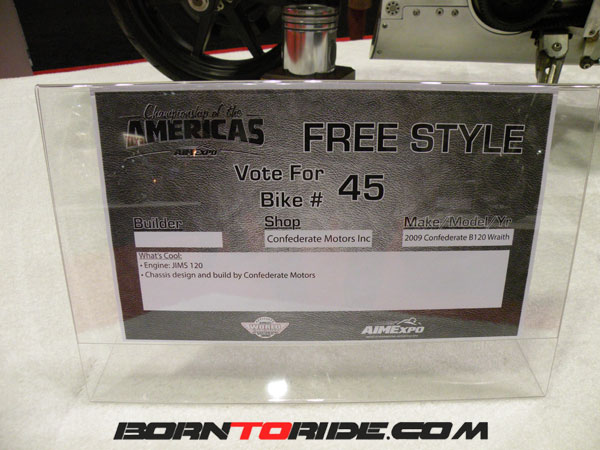 Championship of the
AMERICAS
AIMEXPO
FREE STYLE
Vote For
Bike # 45
Builder
Shop
Make/Model/Yr
Confederate Motors Inc
2009 Confederate B120 Wraith
What's Cool:
• Engine: JIMS 120
• Chassis design and build by Confederate Motors
WORLD
AIMEXPO
BORNTORIDE.COM